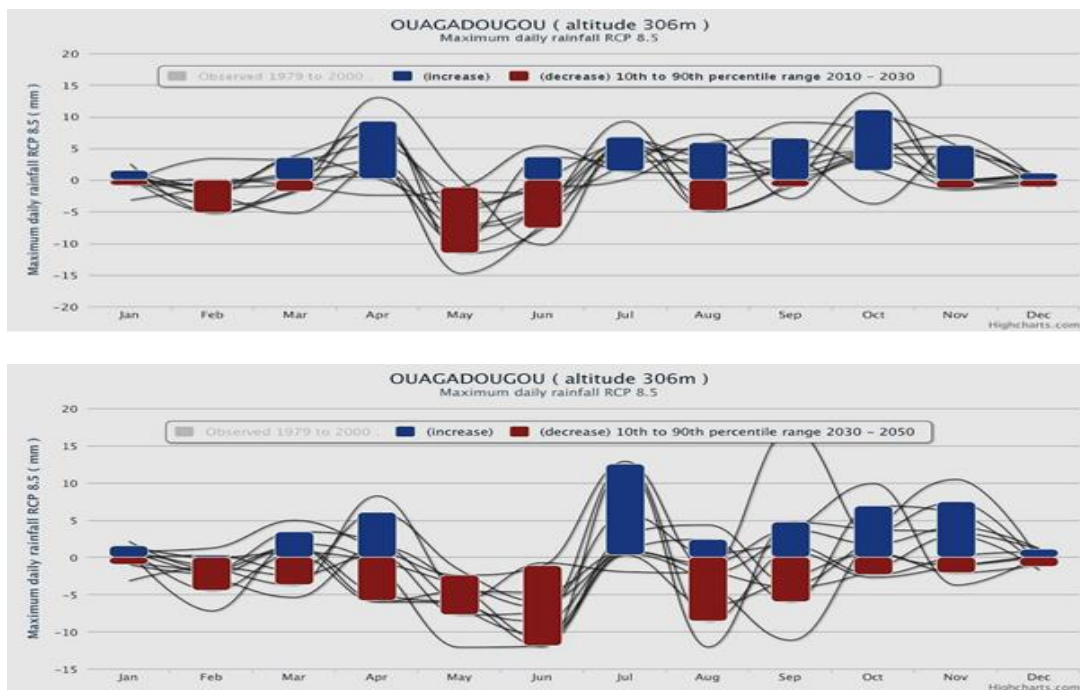 OUAGADOUGOU ( altitude 306m )
Maximum daily rainfall RCP 8.5
Maximum daily rainfall RCP 8.5 ( mm )
20
Observed 1979 to 2000 (increase) (decrease) 10th to 90th percentile range 2010 - 2030
15
10
5
0
-5
-10
-15
-20
Jan Feb Mar Apr May Jun Jul Aug Sep Oct Nov Dec
Highcharts.com
OUAGADOUGOU ( altitude 306m )
Maximum daily rainfall RCP 8.5
Maximum daily rainfall RCP 8.5 ( mm )
20
Observed 1979 to 2000 (increase) (decrease) 10th to 90th percentile range 2030 - 2050
15
10
5
0
-5
-10
-15
Jan Feb Mar Apr May Jun Jul Aug Sep Oct Nov Dec
Highcharts.com